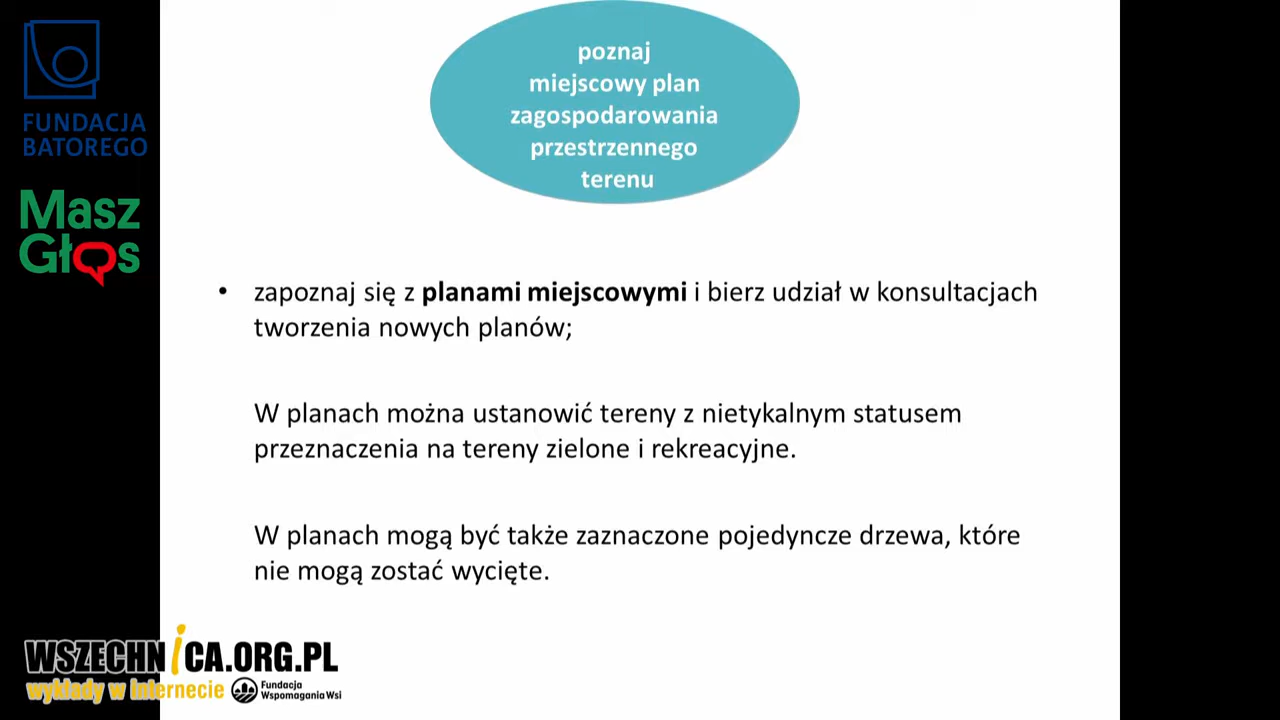 FUNDACJA
BATOREGO
Masz
Głos
poznaj
miejscowy plan
zagospodarowania
przestrzennego
terenu
• zapoznaj się z planami miejscowymi i bierz udział w konsultacjach
tworzenia nowych planów;
W planach można ustanowić tereny z nietykalnym statusem
przeznaczenia na tereny zielone i rekreacyjne.
W planach mogą być także zaznaczone pojedyncze drzewa, które
nie mogą zostać wycięte.
WSZECHNiCA.ORG.PL
wykłady w internecie
Fundacja
Wspomagania Wsi